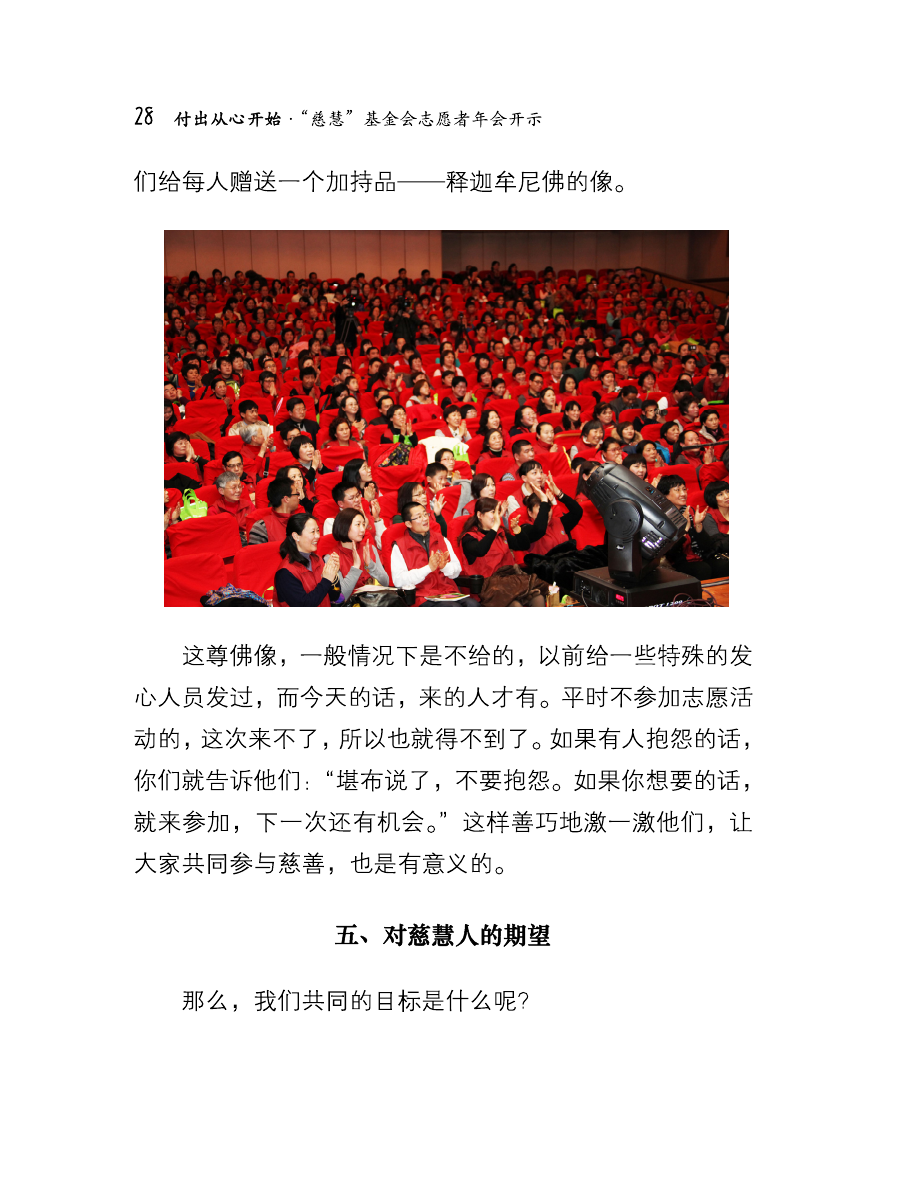 28 付出从心开始·“慈慧”基金会志愿者年会开示
们给每人赠送一个加持品——释迦牟尼佛的像。
这尊佛像，一般情况下是不给的，以前给一些特殊的发
心人员发过，而今天的话，来的人才有。平时不参加志愿活
动的，这次来不了，所以也就得不到了。如果有人抱怨的话，
你们就告诉他们：“堪布说了，不要抱怨。如果你想要的话，
就来参加，下一次还有机会。”这样善巧地激一激他们，让
大家共同参与慈善，也是有意义的。
五、对慈慧人的期望
那么，我们共同的目标是什么呢？